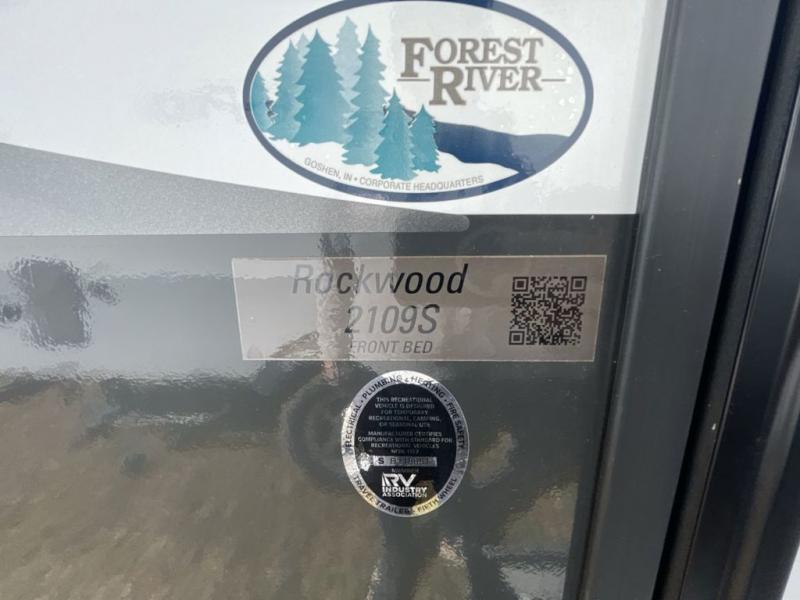 FOREST
RIVER
GOSHEN, IN • CORPORATE HEADQUARTERS
Rockwood
2109S
FRONT BED
ELECTRICAL • PLUMBING & HEATING • FIRE SAFETY
THIS RECREATIONAL
VEHICLE IS DESIGNED
FOR TEMPORARY
RECREATIONAL, CAMPING,
OR SEASONAL USE
MANUFACTURER CERTIFIES
COMPLIANCE WITH STANDARD FOR
RECREATIONAL VEHICLES
S
MEMBER
RV
INDUSTRY
ASSOCIATION
TRAVEL TRAILER - FIFTH WHEEL